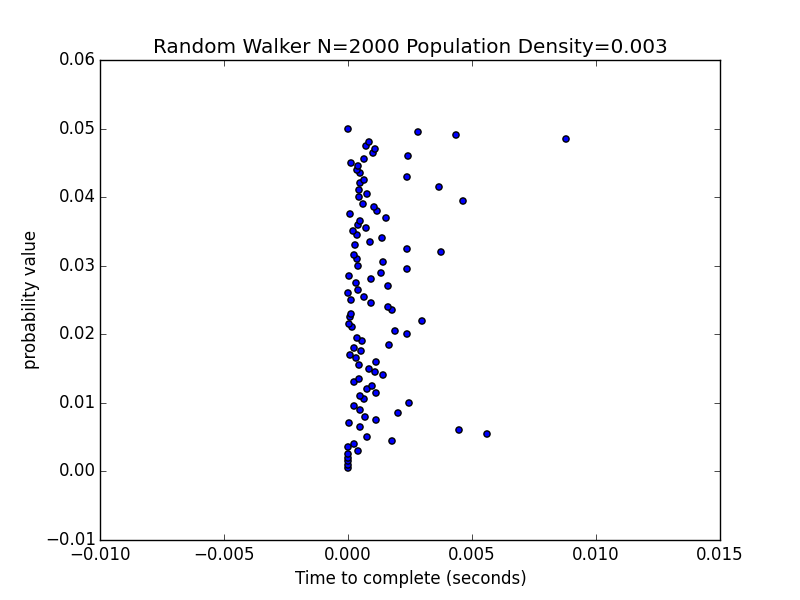 Random Walker N=2000 Population Density=0.003
0.06
0.05
0.04
0.03
0.02
0.01
0.00
−0.01
probability value
−0.010 −0.005 0.000 0.005 0.010 0.015
Time to complete (seconds)